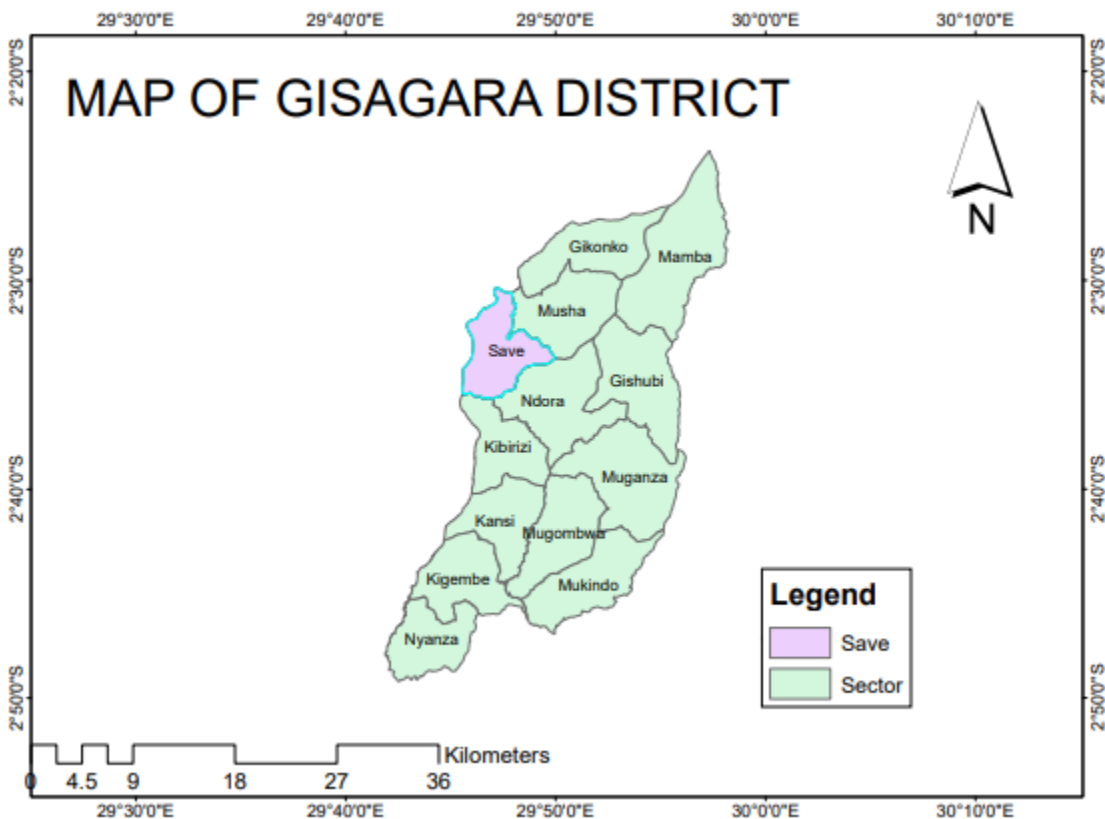 29°30'0"E 29°40'0"E 29°50'0"E 30°0'0"E 30°10'0"E
2°20'0"S 2°20'0"S
MAP OF GISAGARA DISTRICT
N
Gikonko
Mamba
2°30'0"S 2°30'0"S
Musha
Save
Gishubi
Ndora
Kibirizi
Muganza
2°40'0"S 2°40'0"S
Kansi
Mugombwa
Kigembe
Mukindo
Nyanza
Legend
Save
Sector
2°50'0"S 2°50'0"S
Kilometers
0 4.5 9 18 27 36
29°30'0"E 29°40'0"E 29°50'0"E 30°0'0"E 30°10'0"E